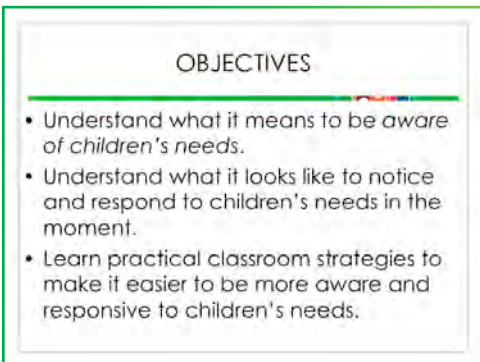 OBJECTIVES
• Understand what it means to be aware
of children's needs.
• Understand what it looks like to notice
and respond to children's needs in the
moment.
• Learn practical classroom strategies to
make it easier to be more aware and
responsive to children's needs.